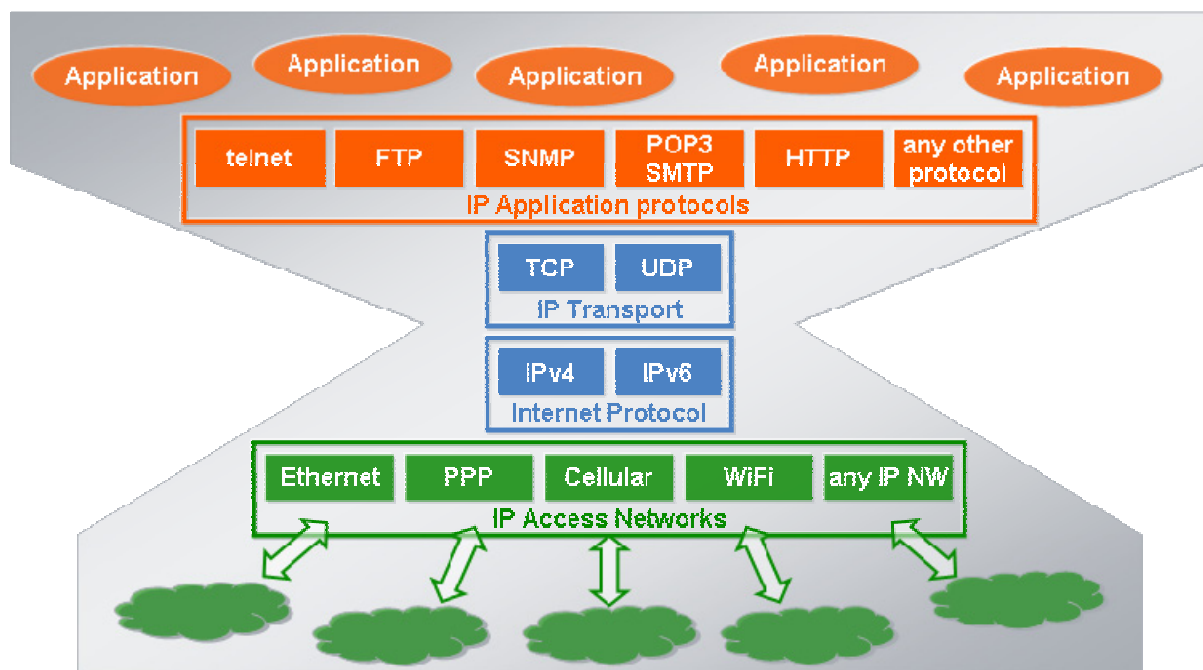 Application
Application
Application
Application
Application
telnet
FTP
SNMP
POP3
SMTP
HTTP
any other
protocol
IP Application protocols
TCP
UDP
IP Transport
IPv4
IPv6
Internet Protocol
Ethernet
PPP
Cellular
WiFi
any IP NW
IP Access Networks